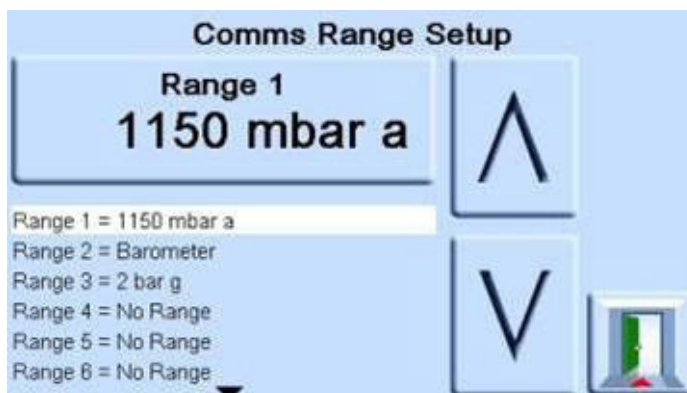 Comms Range Setup
Range 1
1150 mbar a
Range 1 = 1150 mbar a
Range 2 = Barometer
Range 3 = 2 bar g
Range 4 = No Range
Range 5 = No Range
Range 6 = No Range